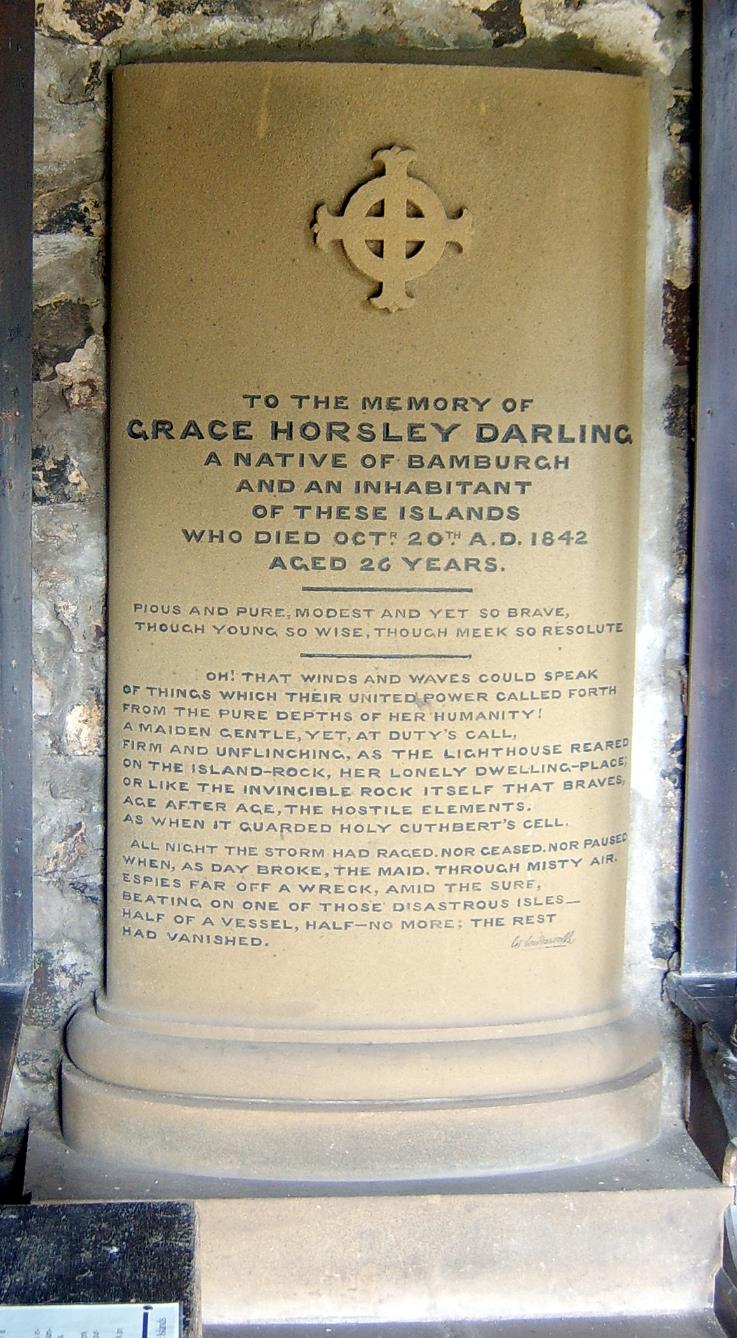 TO THE MEMORY OF
GRACE HORSLEY DARLING
A NATIVE OF BAMBURGH
AND AN INHABITANT
OF THESE ISLANDS
WHO DIED OCTR. 20TH. A.D. 1842
AGED 26 YEARS.
PIOUS AND PURE, MODEST AND YET SO BRAVE,
THOUGH YOUNG SO WISE, THOUGH MEEK SO RESOLUTE
OH! THAT WINDS AND WAVES COULD SPEAK
OF THINGS WHICH THEIR UNITED POWER CALLED FORTH
FROM THE PURE DEPTHS OF HER HUMANITY!
A MAIDEN GENTLE, YET, AT DUTY'S CALL,
FIRM AND UNFLINCHING, AS THE LIGHTHOUSE REARED
ON THE ISLAND-ROCK, HER LONELY DWELLING-PLACE;
OR LIKE THE INVINCIBLE ROCK ITSELF THAT BRAVES,
AGE AFTER AGE, THE HOSTILE ELEMENTS.
AS WHEN IT GUARDED HOLY CUTHBERT'S CELL.
ALL NIGHT THE STORM HAD RAGED. NOR CEASED. NOR PAUSED
WHEN, AS DAY BROKE, THE MAID. THROUGH MISTY AIR.
ESPIES FAR OFF A WRECK, AMID THE SURF,
BEATING ON ONE OF THOSE DISASTROUS ISLES—
HALF OF A VESSEL, HALF—NO MORE; THE REST
HAD VANISHED.